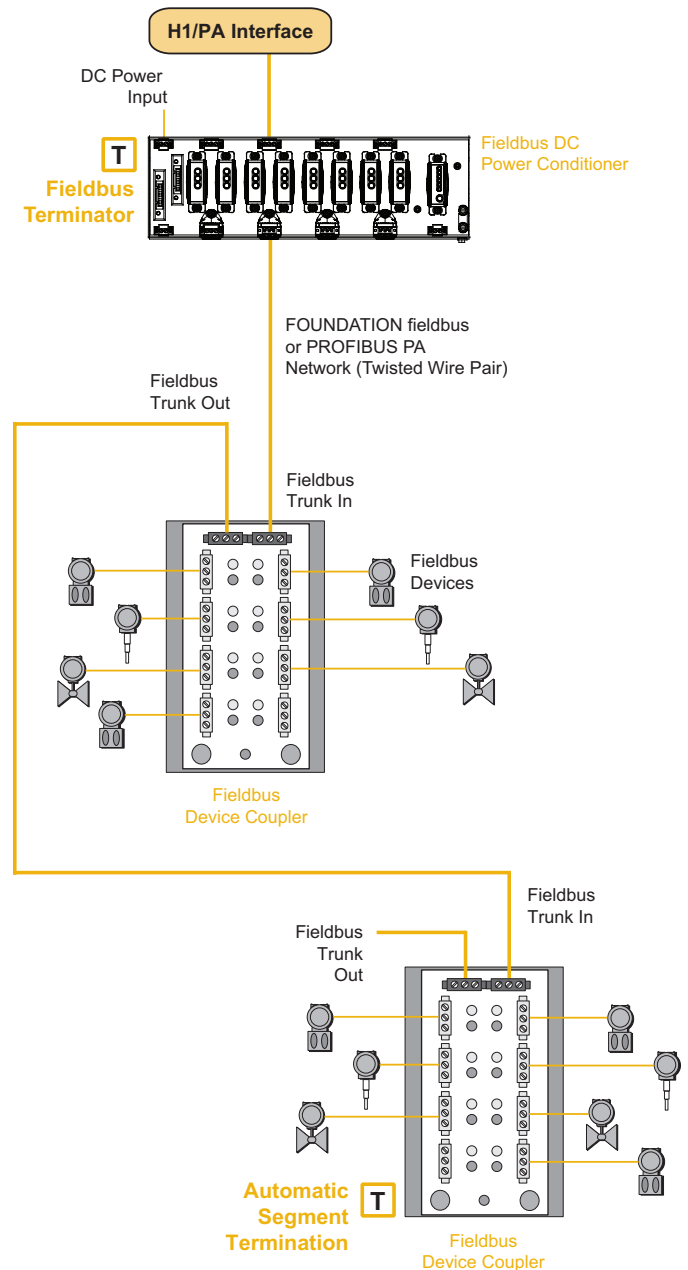 H1/PA Interface
DC Power
Input
T
Fieldbus
Terminator
Fieldbus DC
Power Conditioner
FOUNDATION fieldbus
or PROFIBUS PA
Network (Twisted Wire Pair)
Fieldbus
Trunk Out
Fieldbus
Trunk In
Fieldbus
Devices
Fieldbus
Device Coupler
Fieldbus
Trunk In
Fieldbus
Trunk
Out
Automatic
Segment
Termination
T
Fieldbus
Device Coupler